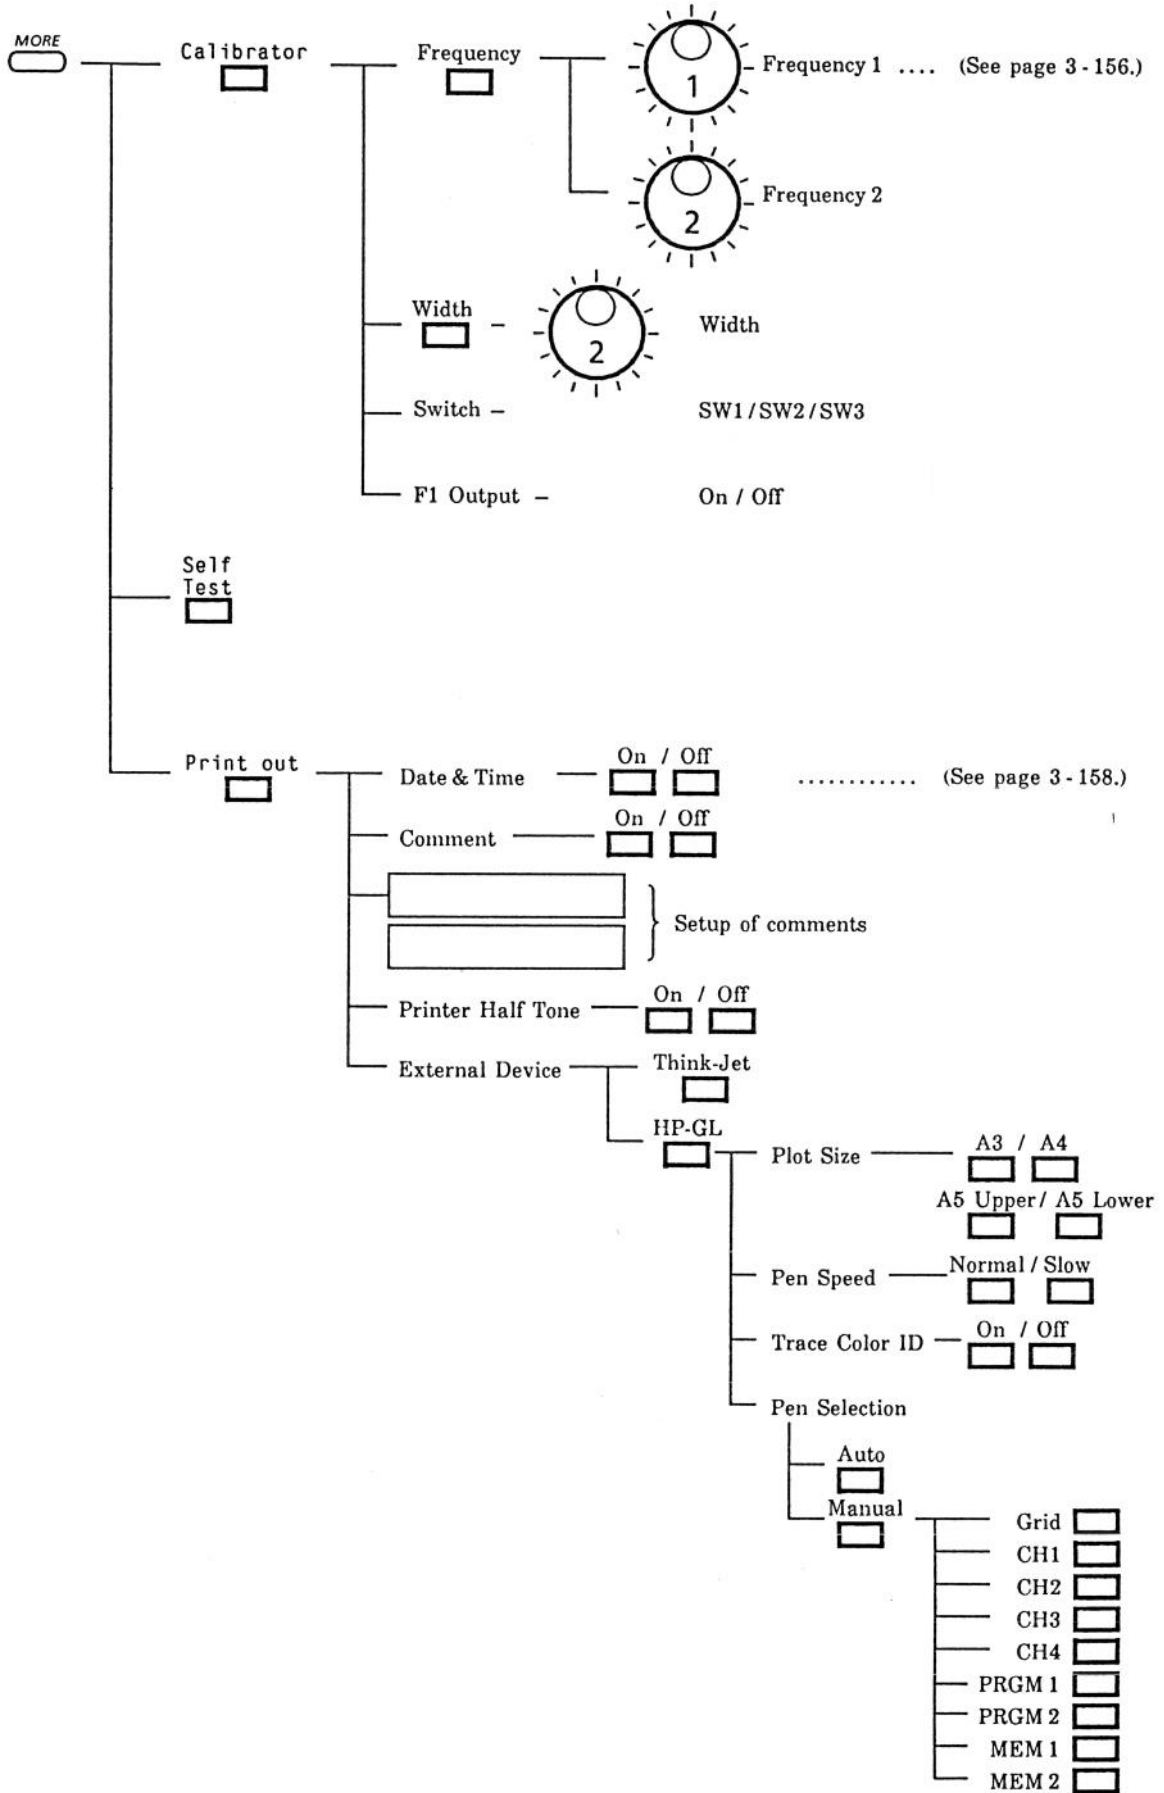 MORE
Calibrator
Frequency
1
Frequency 1 .... (See page 3 - 156.)
2
Frequency 2
Width –
2
Width
Switch –
SW1 / SW2 / SW3
F1 Output –
On / Off
Self
Test
Print out
Date & Time
On / Off
............ (See page 3 - 158.)
Comment
On / Off
Setup of comments
Printer Half Tone
On / Off
External Device
Think-Jet
HP-GL
Plot Size
A3 / A4
A5 Upper / A5 Lower
Pen Speed
Normal / Slow
Trace Color ID
On / Off
Pen Selection
Auto
Manual
Grid
CH1
CH2
CH3
CH4
PRGM 1
PRGM 2
MEM 1
MEM 2